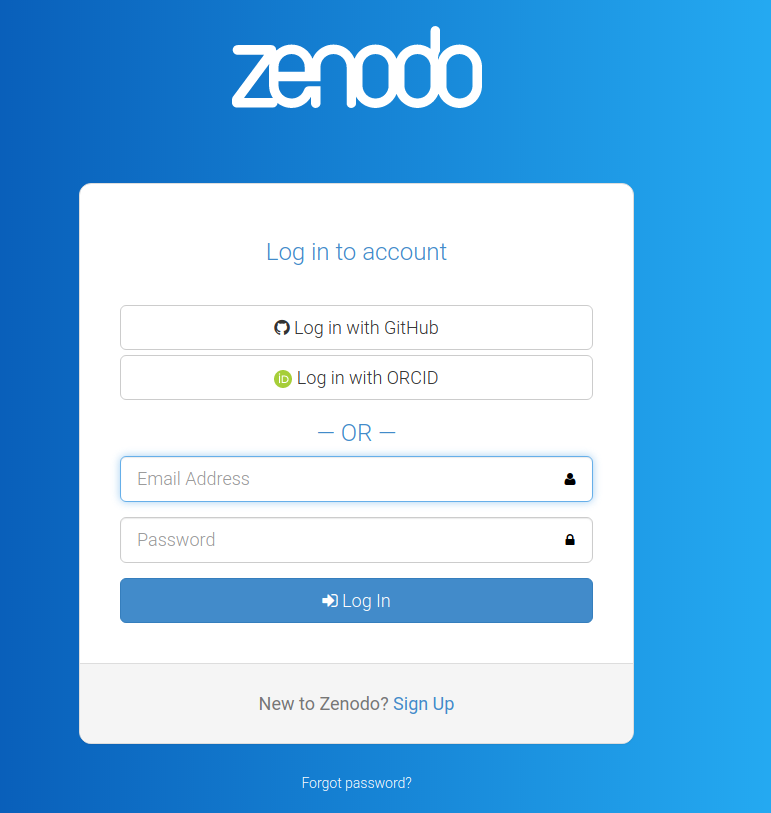 zenodo
Log in to account
Log in with GitHub
iD Log in with ORCID
— OR —
Email Address
Password
Log In
New to Zenodo? Sign Up
Forgot password?